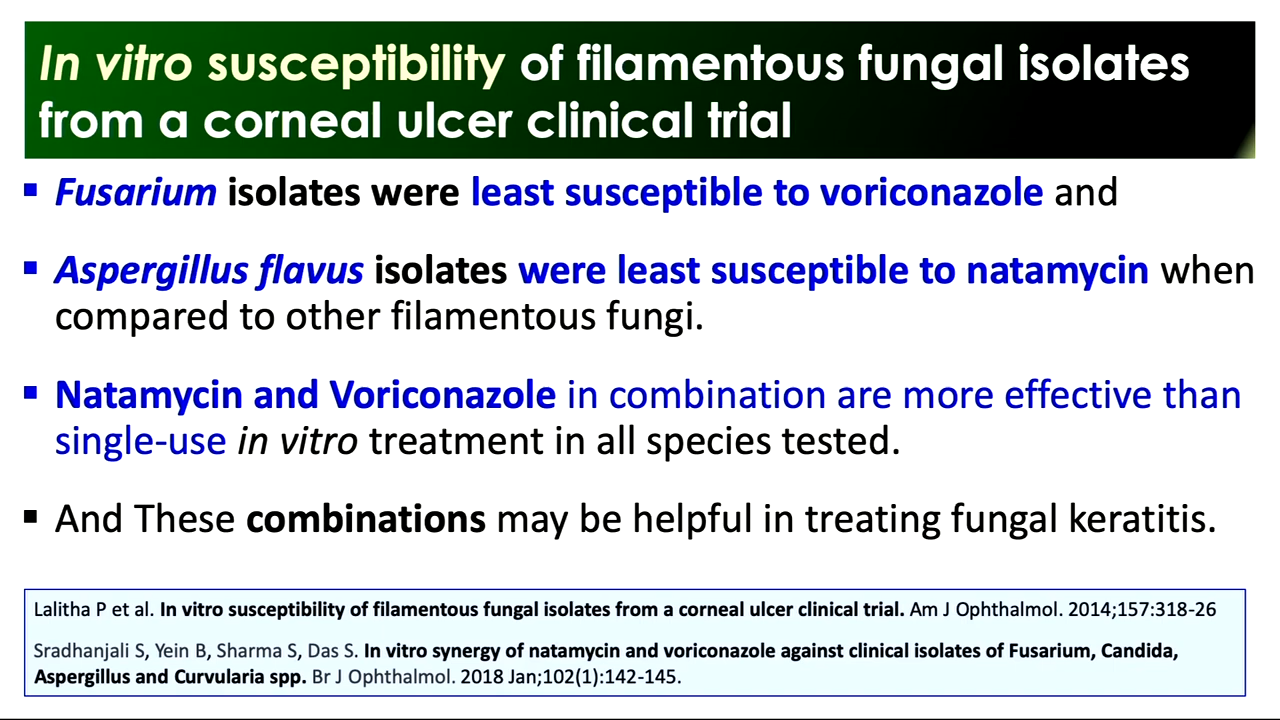 In vitro susceptibility of filamentous fungal isolates
from a corneal ulcer clinical trial
▪ Fusarium isolates were least susceptible to voriconazole and
▪ Aspergillus flavus isolates were least susceptible to natamycin when
compared to other filamentous fungi.
▪ Natamycin and Voriconazole in combination are more effective than
single-use in vitro treatment in all species tested.
▪ And These combinations may be helpful in treating fungal keratitis.
Lalitha P et al. In vitro susceptibility of filamentous fungal isolates from a corneal ulcer clinical trial. Am J Ophthalmol. 2014;157:318-26
Sradhanjali S, Yein B, Sharma S, Das S. In vitro synergy of natamycin and voriconazole against clinical isolates of Fusarium, Candida,
Aspergillus and Curvularia spp. Br J Ophthalmol. 2018 Jan;102(1):142-145.